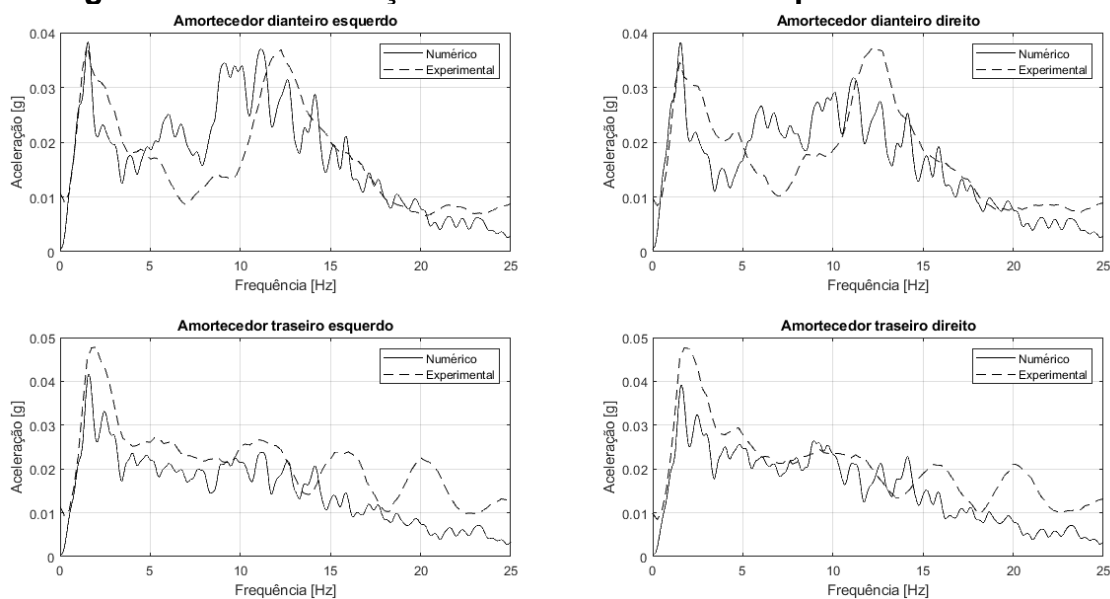 Amortecedor dianteiro esquerdo
Aceleração [g]
0.04
0.03
0.02
0.01
0
Numérico
Experimental
0 5 10 15 20 25
Frequência [Hz]
Amortecedor dianteiro direito
Aceleração [g]
0.04
0.03
0.02
0.01
0
Numérico
Experimental
0 5 10 15 20 25
Frequência [Hz]
Amortecedor traseiro esquerdo
Aceleração [g]
0.05
0.04
0.03
0.02
0.01
0
Numérico
Experimental
0 5 10 15 20 25
Frequência [Hz]
Amortecedor traseiro direito
Aceleração [g]
0.05
0.04
0.03
0.02
0.01
0
Numérico
Experimental
0 5 10 15 20 25
Frequência [Hz]